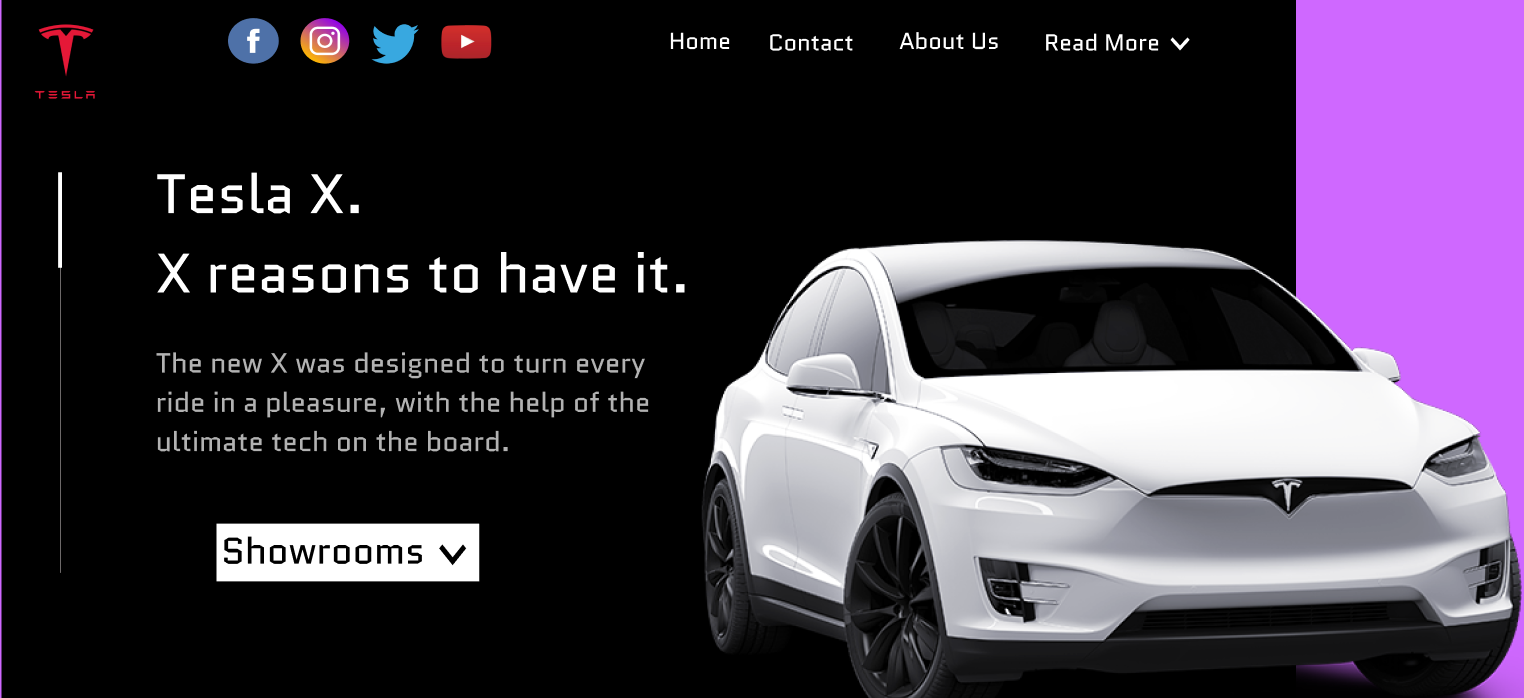 TESLA
Home
Contact
About Us
Read More
Tesla X.
X reasons to have it.
The new X was designed to turn every
ride in a pleasure, with the help of the
ultimate tech on the board.
Showrooms